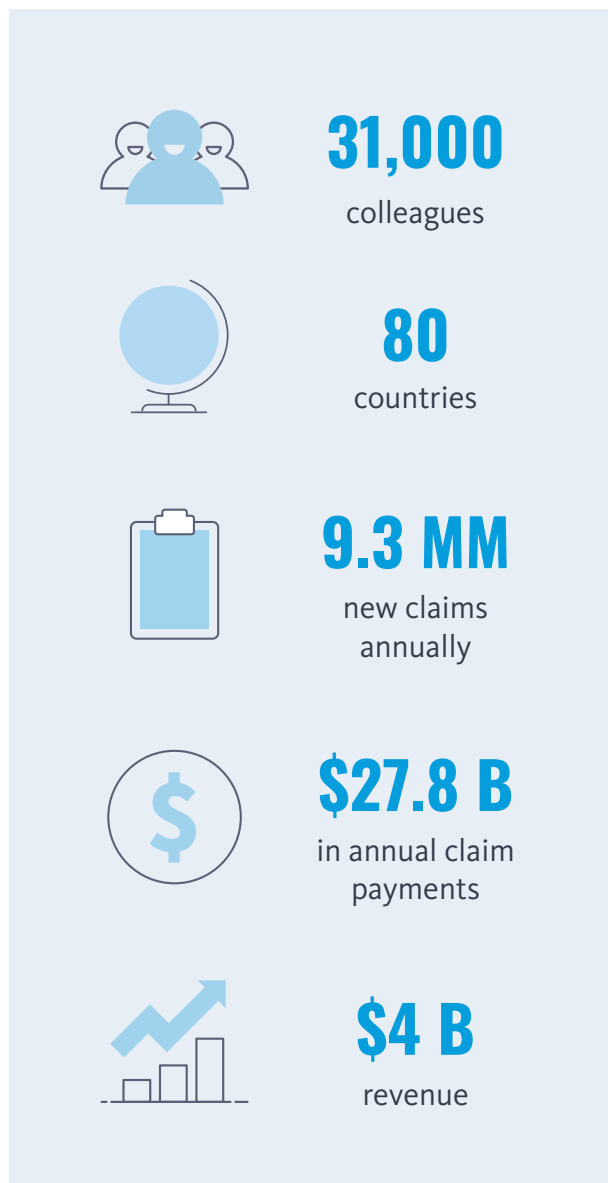 31,000
colleagues
80
countries
9.3 MM
new claims
annually
$27.8 B
in annual claim
payments
$4 B
revenue